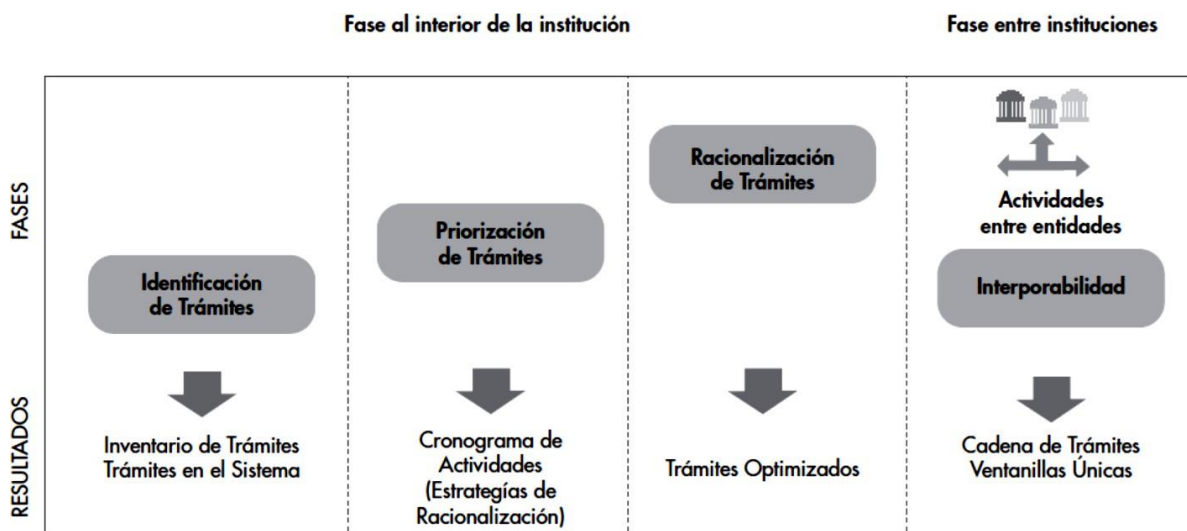 Fase al interior de la institución
Fase entre instituciones
FASES
Identificación
de Trámites
Priorización
de Trámites
Racionalización
de Trámites
Actividades
entre entidades
Interporabilidad
RESULTADOS
Inventario de Trámites
Trámites en el Sistema
Cronograma de
Actividades
(Estrategías de
Racionalización)
Trámites Optimizados
Cadena de Trámites
Ventanillas Únicas